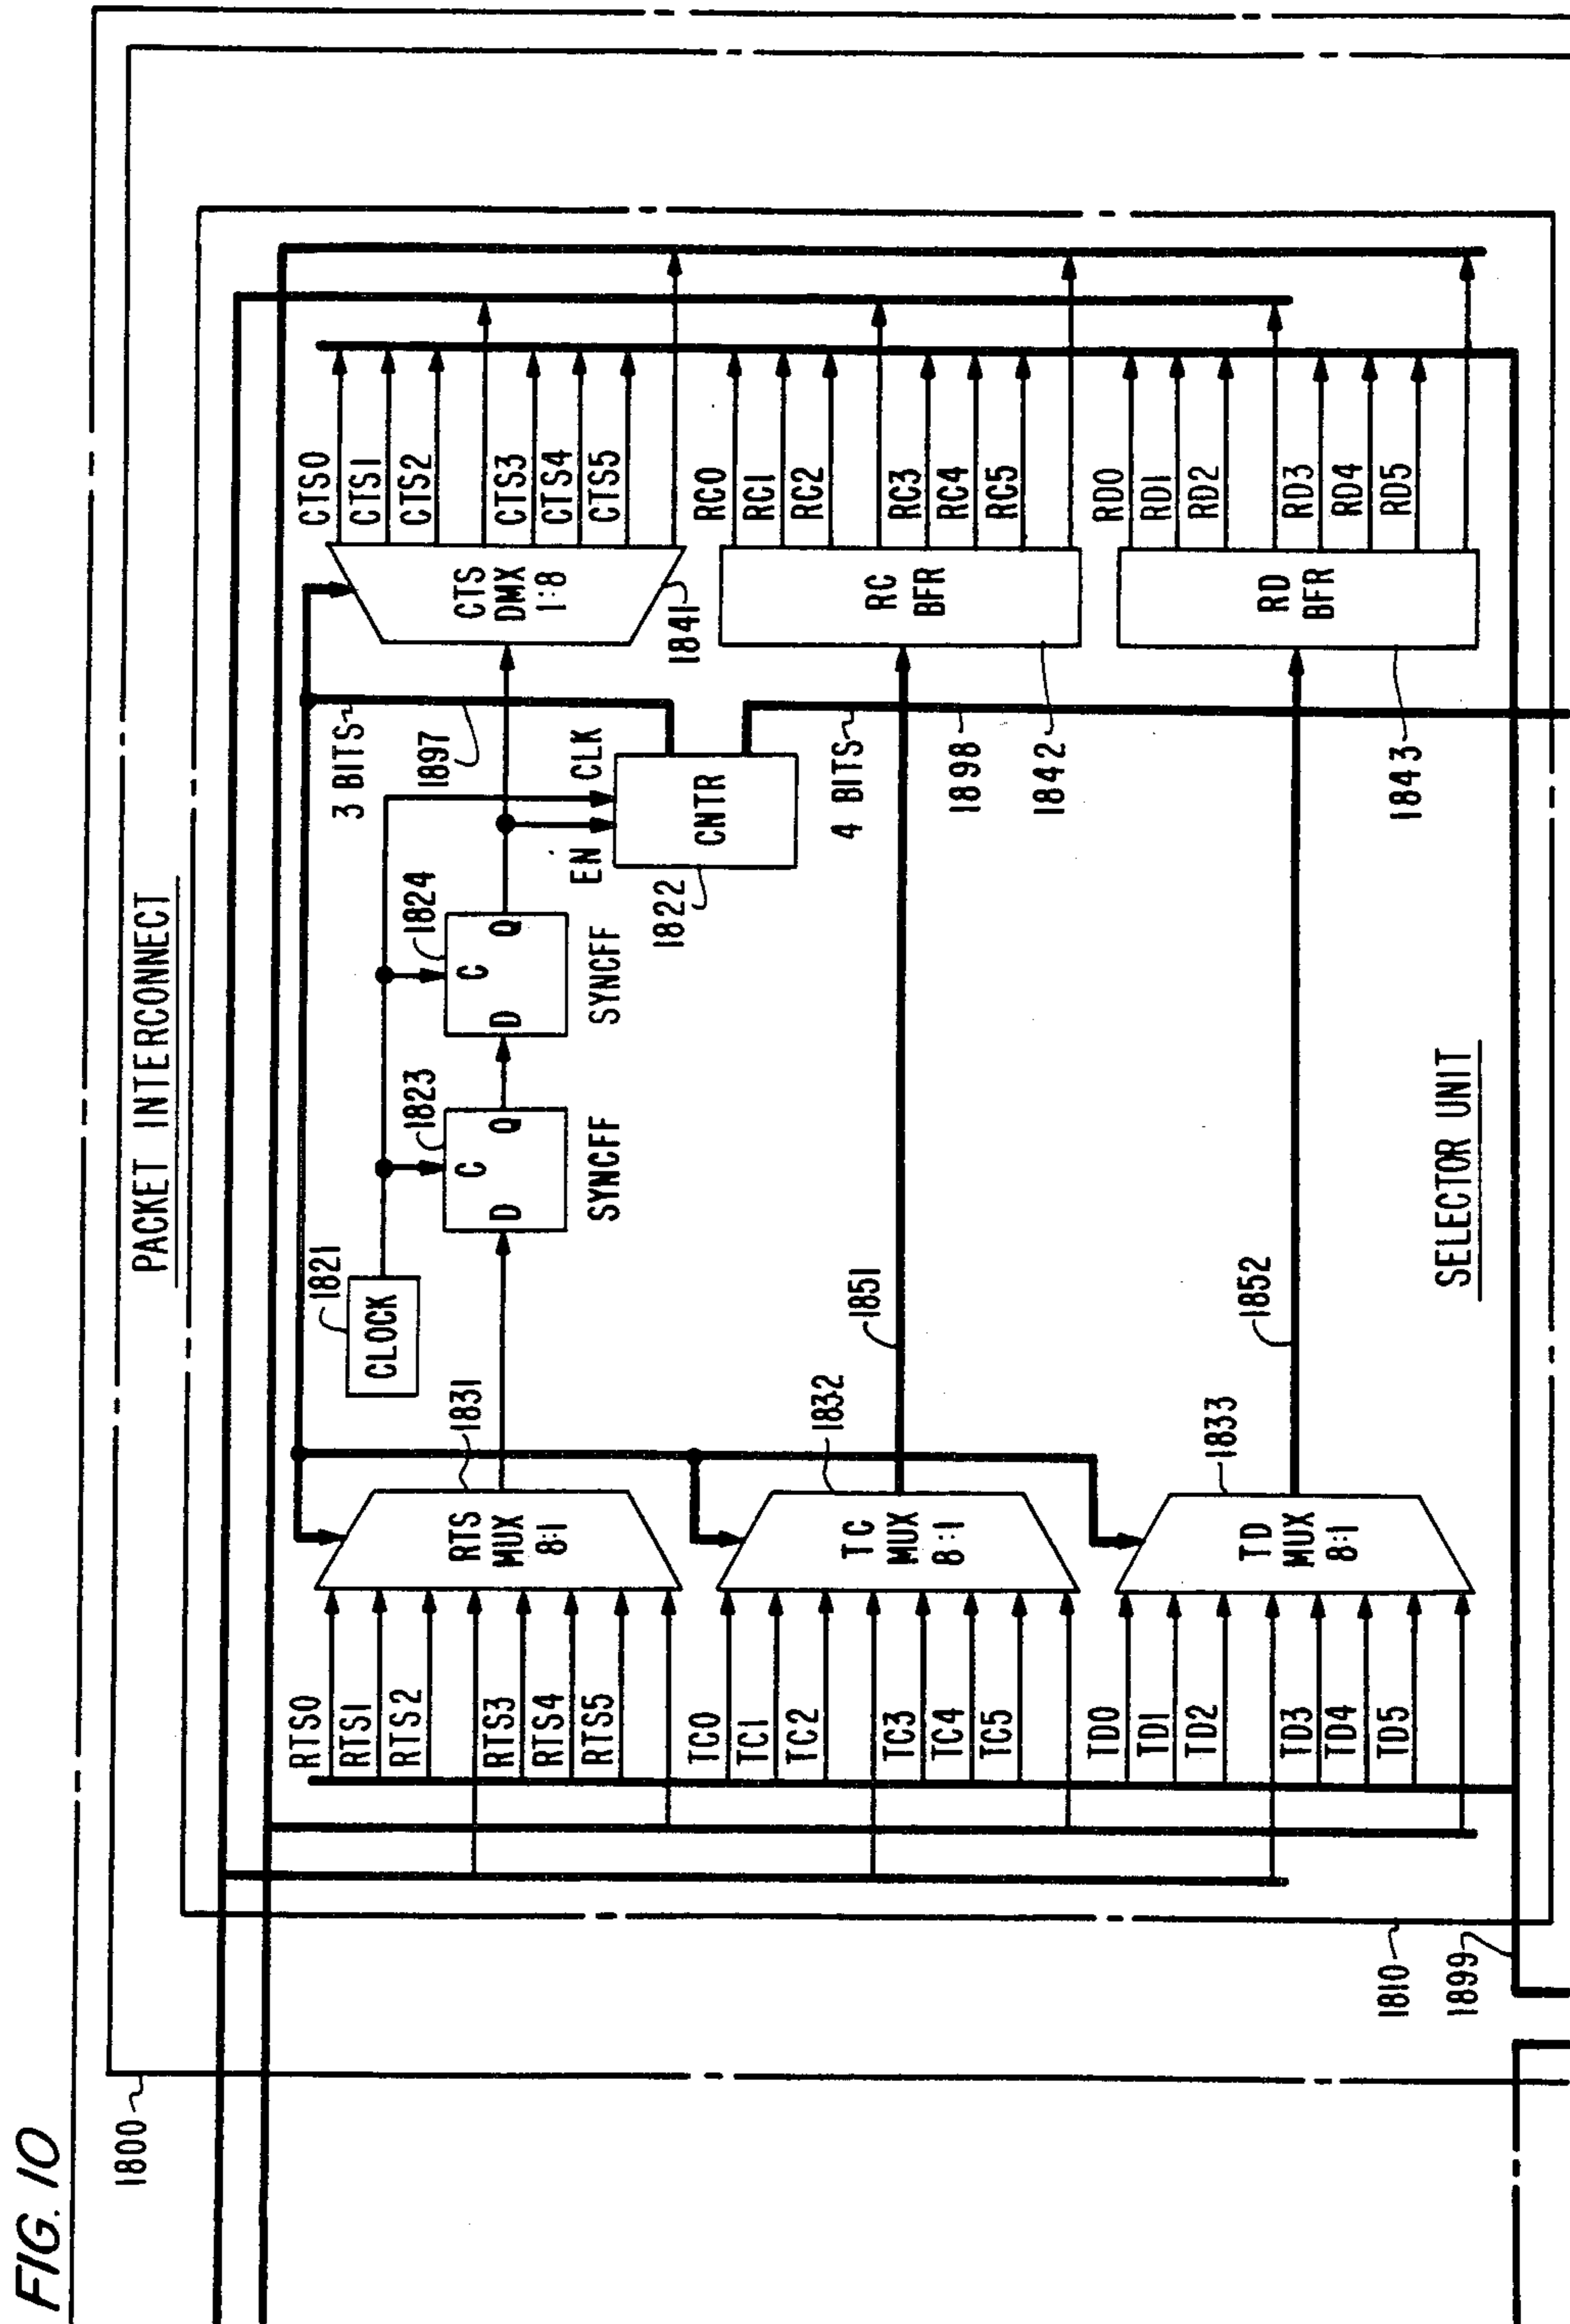 FIG. 10
1800
PACKET INTERCONNECT
1810
1899
RTS0
RTS1
RTS2
RTS3
RTS4
RTS5
TC0
TC1
TC2
TC3
TC4
TC5
TD0
TD1
TD2
TD3
TD4
TD5
RTS
MUX
8:1
1831
TC
MUX
8:1
1832
TD
MUX
8:1
1833
CLOCK
1821
D
C
Q
1823
SYNCFF
D
C
Q
1824
SYNCFF
1851
1852
SELECTOR UNIT
EN
CLK
CNTR
1822
3 BITS
1897
4 BITS
1898
CTS
DMX
1:8
1841
RC
BFR
1842
RD
BFR
1843
CTS0
CTS1
CTS2
CTS3
CTS4
CTS5
RC0
RC1
RC2
RC3
RC4
RC5
RD0
RD1
RD2
RD3
RD4
RD5